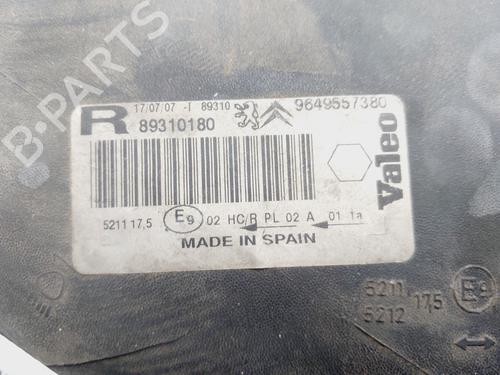 B-PARTS
17/07/07 -I 89310
9649557380
R
89310180
Valeo
5211 17,5 E9 02 HC/R PL 02 A 01 1a
MADE IN SPAIN
5211
5212
17,5
E9